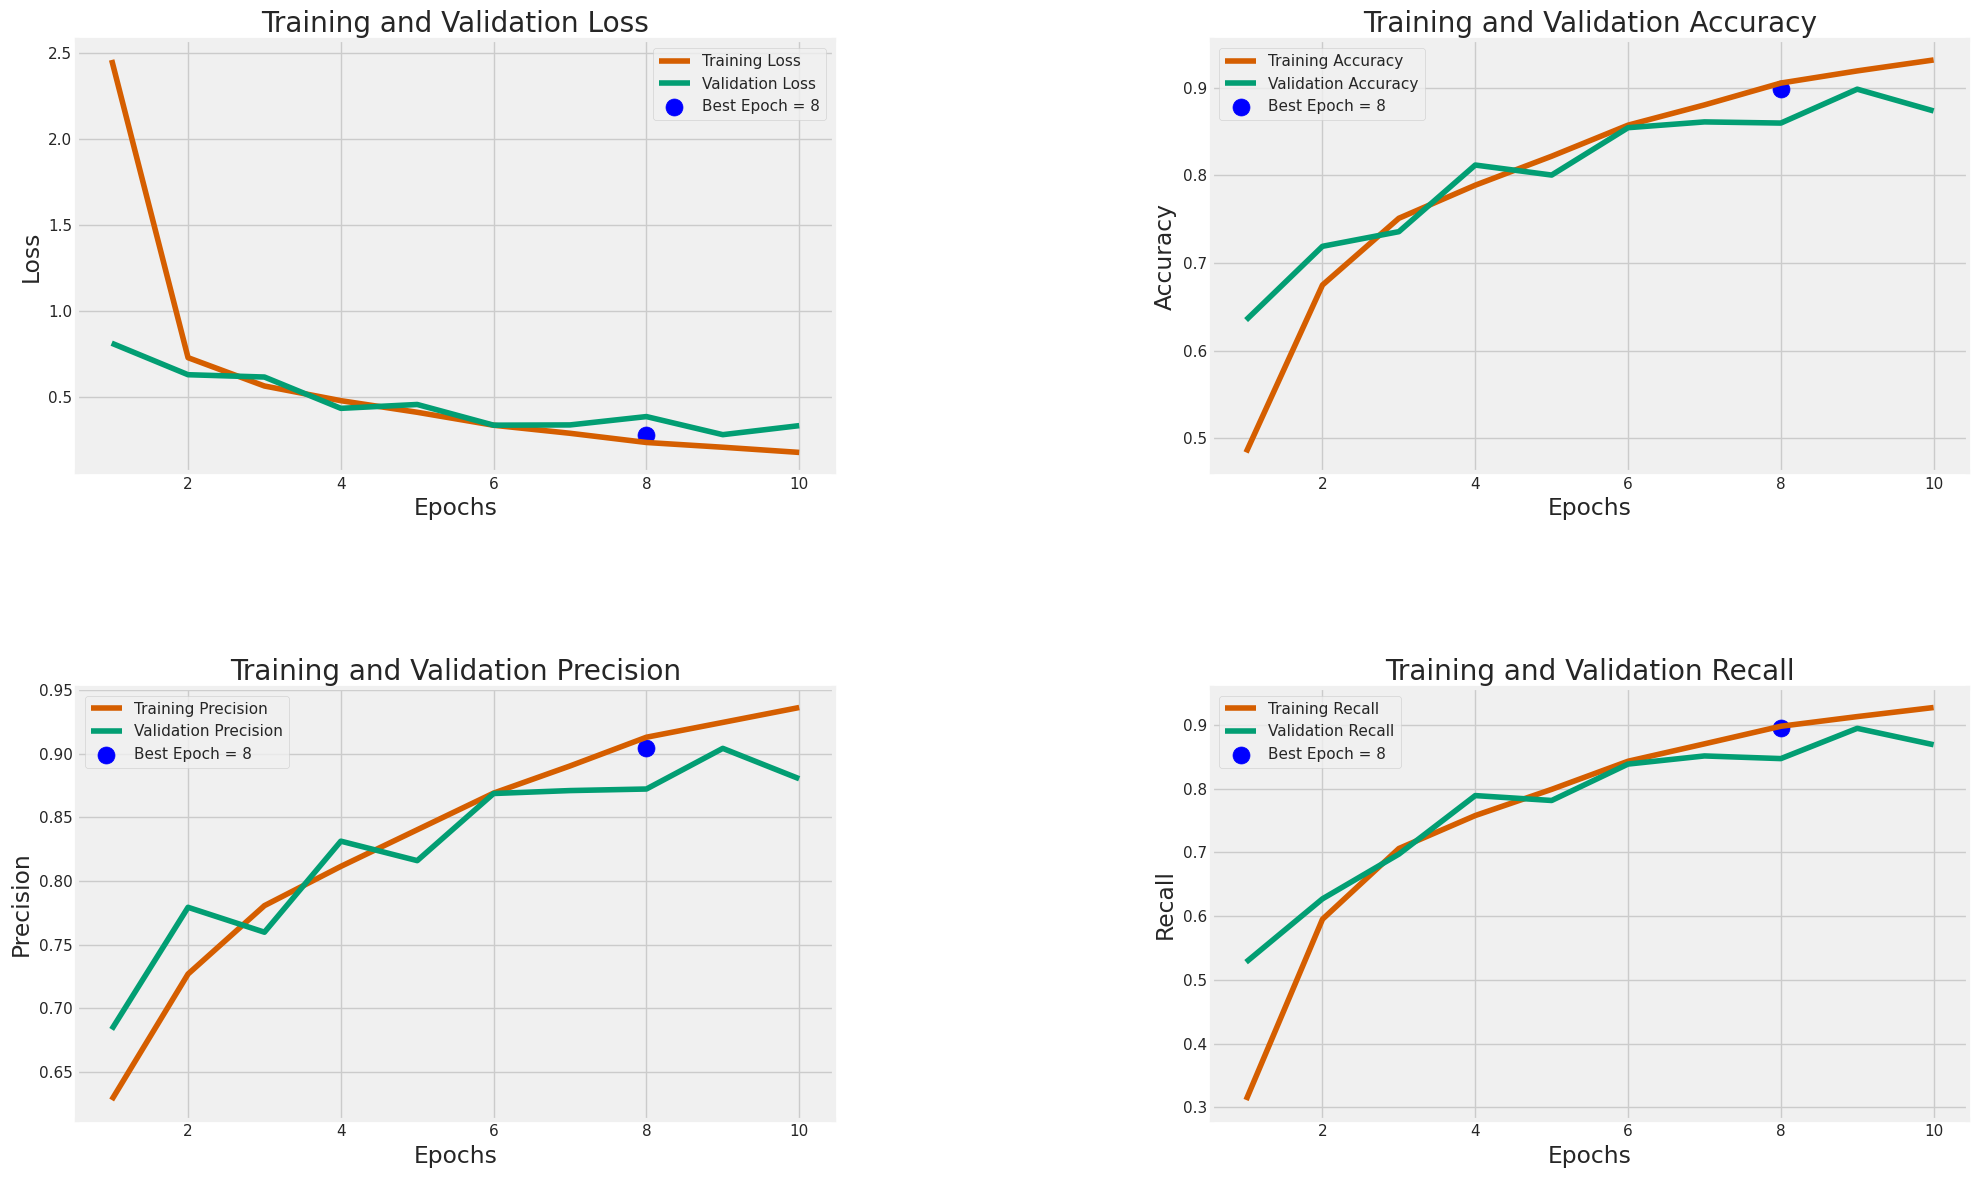 Training and Validation Loss
2.5
2.0
1.5
1.0
0.5
Loss
Training Loss
Validation Loss
Best Epoch = 8
2 4 6 8 10
Epochs
Training and Validation Accuracy
0.9
0.8
0.7
0.6
0.5
Accuracy
Training Accuracy
Validation Accuracy
Best Epoch = 8
2 4 6 8 10
Epochs
Training and Validation Precision
0.95
0.90
0.85
0.80
0.75
0.70
0.65
Precision
Training Precision
Validation Precision
Best Epoch = 8
2 4 6 8 10
Epochs
Training and Validation Recall
0.9
0.8
0.7
0.6
0.5
0.4
0.3
Recall
Training Recall
Validation Recall
Best Epoch = 8
2 4 6 8 10
Epochs